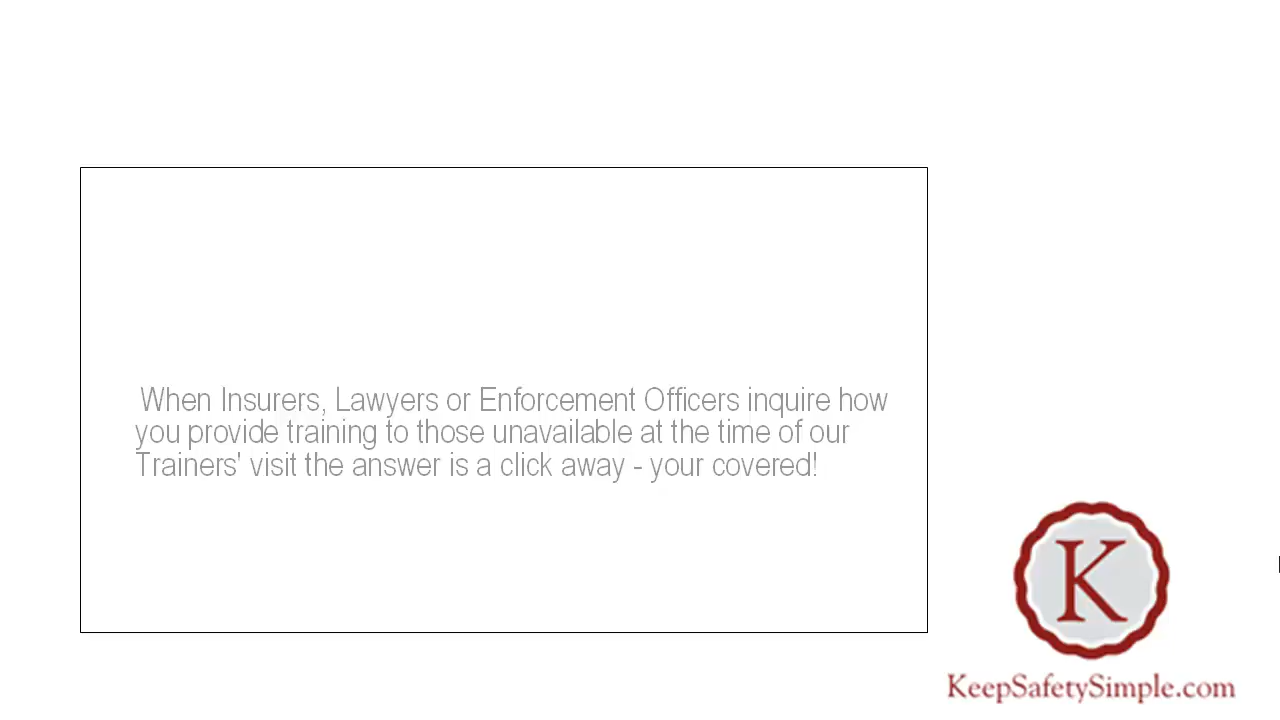 When Insurers, Lawyers or Enforcement Officers inquire how
you provide training to those unavailable at the time of our
Trainers' visit the answer is a click away - your covered!
K
KeepSafetySimple.com